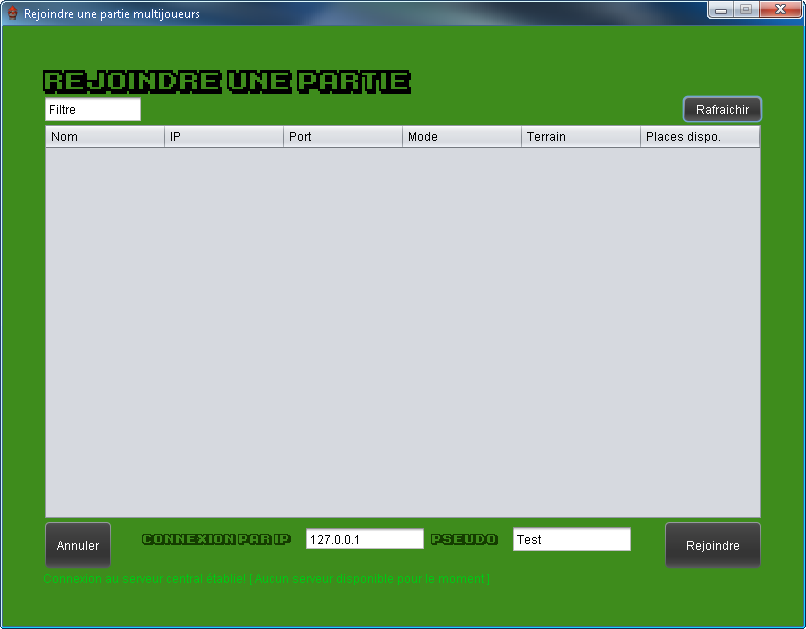 Rejoindre une partie multijoueurs
REJOINDRE UNE PARTIE
Filtre Rafraichir
Nom IP Port Mode Terrain Places dispo.
Annuler CONNEXION PAR IP 127.0.0.1 PSEUDO Test Rejoindre
Connexion au serveur central établie! [ Aucun serveur disponible pour le moment ]